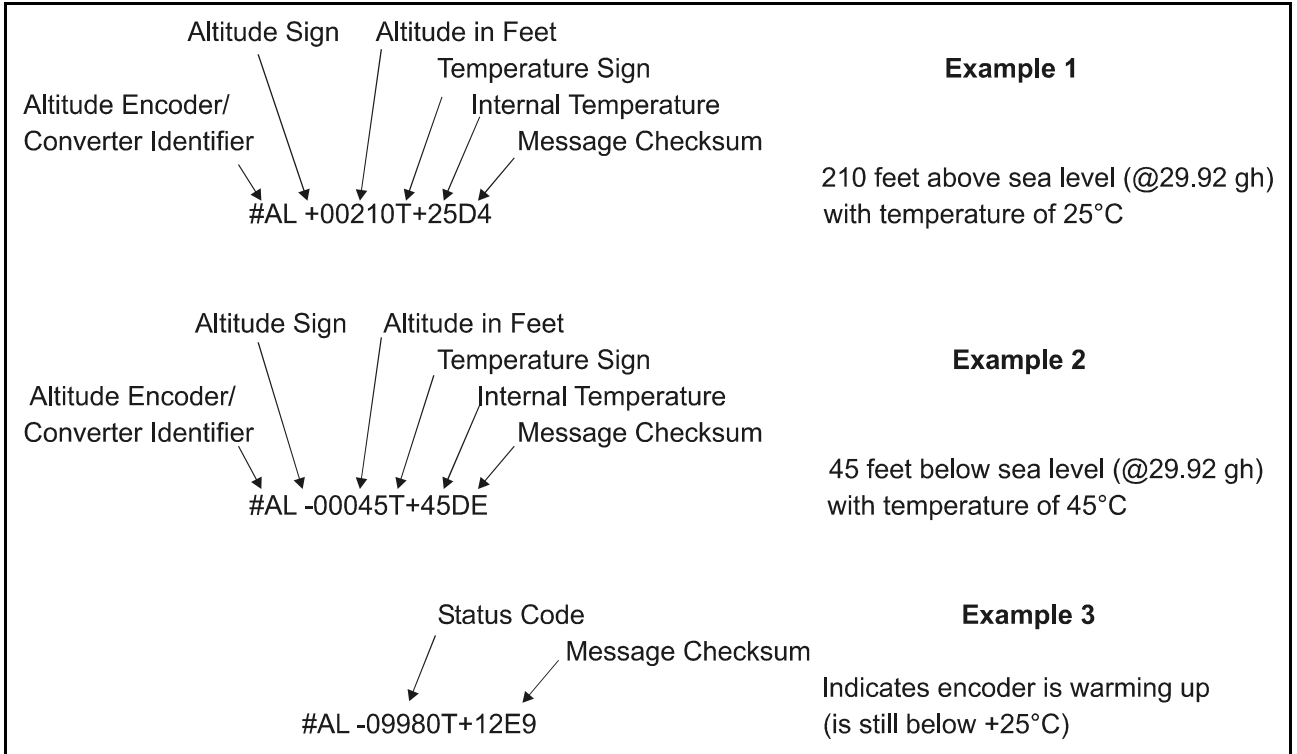 Altitude Sign Altitude in Feet
Temperature Sign Example 1
Altitude Encoder/ Internal Temperature
Converter Identifier Message Checksum
210 feet above sea level (@29.92 gh)
#AL +00210T+25D4 with temperature of 25°C
Altitude Sign Altitude in Feet
Temperature Sign Example 2
Altitude Encoder/ Internal Temperature
Converter Identifier Message Checksum
45 feet below sea level (@29.92 gh)
#AL -00045T+45DE with temperature of 45°C
Status Code Example 3
Message Checksum
Indicates encoder is warming up
#AL -09980T+12E9 (is still below +25°C)